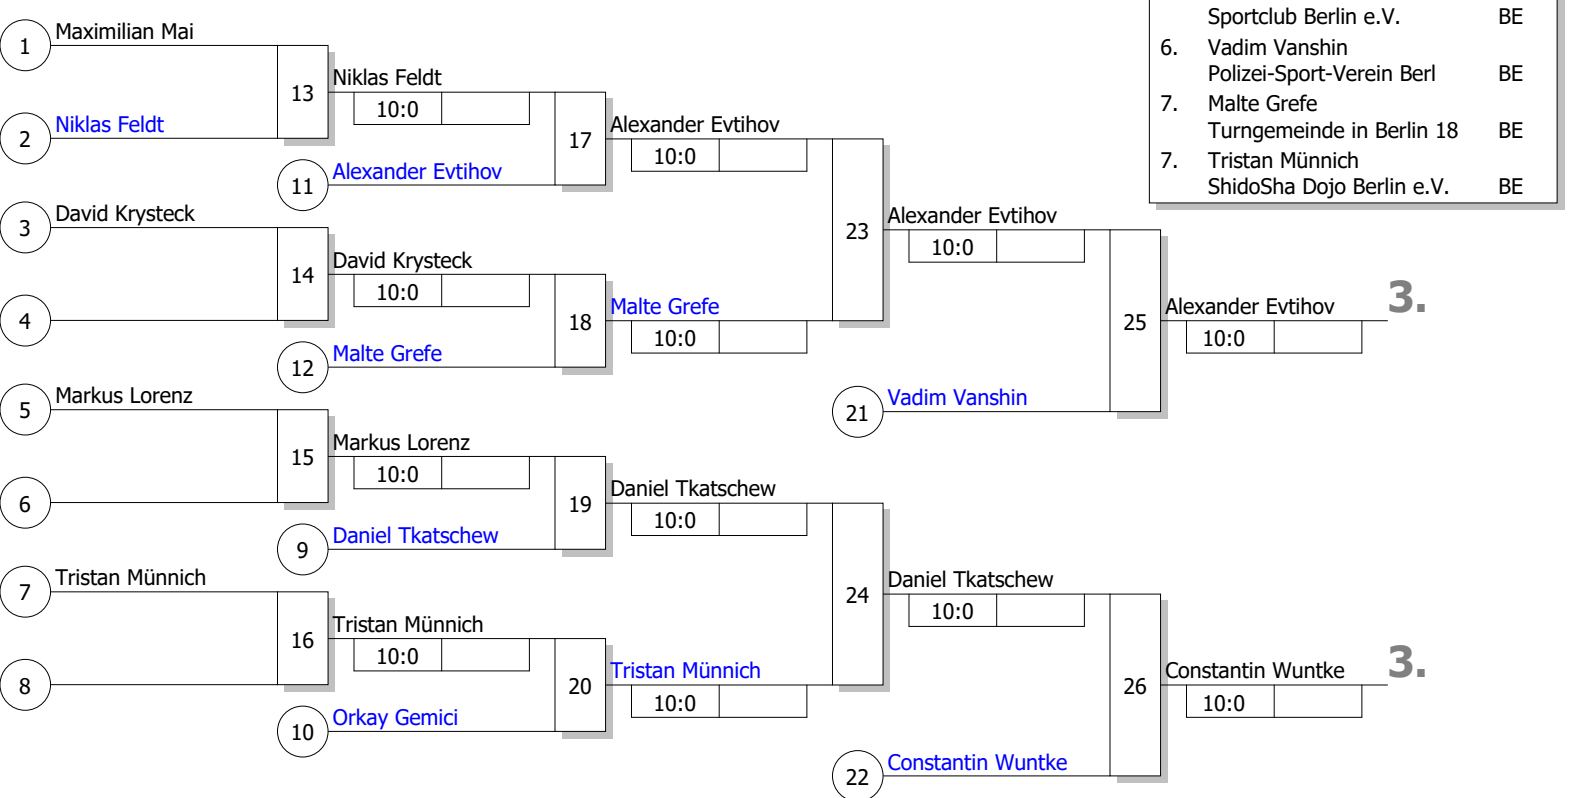 Sportclub Berlin e.V. BE
6. Vadim Vanshin
Polizei-Sport-Verein Berl BE
7. Malte Grefe
Turngemeinde in Berlin 18 BE
7. Tristan Münnich
ShidoSha Dojo Berlin e.V. BE
1 Maximilian Mai
13 Niklas Feldt
10:0
2 Niklas Feldt
17 Alexander Evtihov
10:0
11 Alexander Evtihov
3 David Krysteck
23 Alexander Evtihov
10:0
14 David Krysteck
10:0
4
18 Malte Grefe
10:0
12 Malte Grefe
25 Alexander Evtihov 3.
10:0
5 Markus Lorenz
21 Vadim Vanshin
15 Markus Lorenz
10:0
6
19 Daniel Tkatschew
10:0
9 Daniel Tkatschew
7 Tristan Münnich
24 Daniel Tkatschew
10:0
16 Tristan Münnich
10:0
8
20 Tristan Münnich
10:0
10 Orkay Gemici
26 Constantin Wuntke 3.
10:0
22 Constantin Wuntke